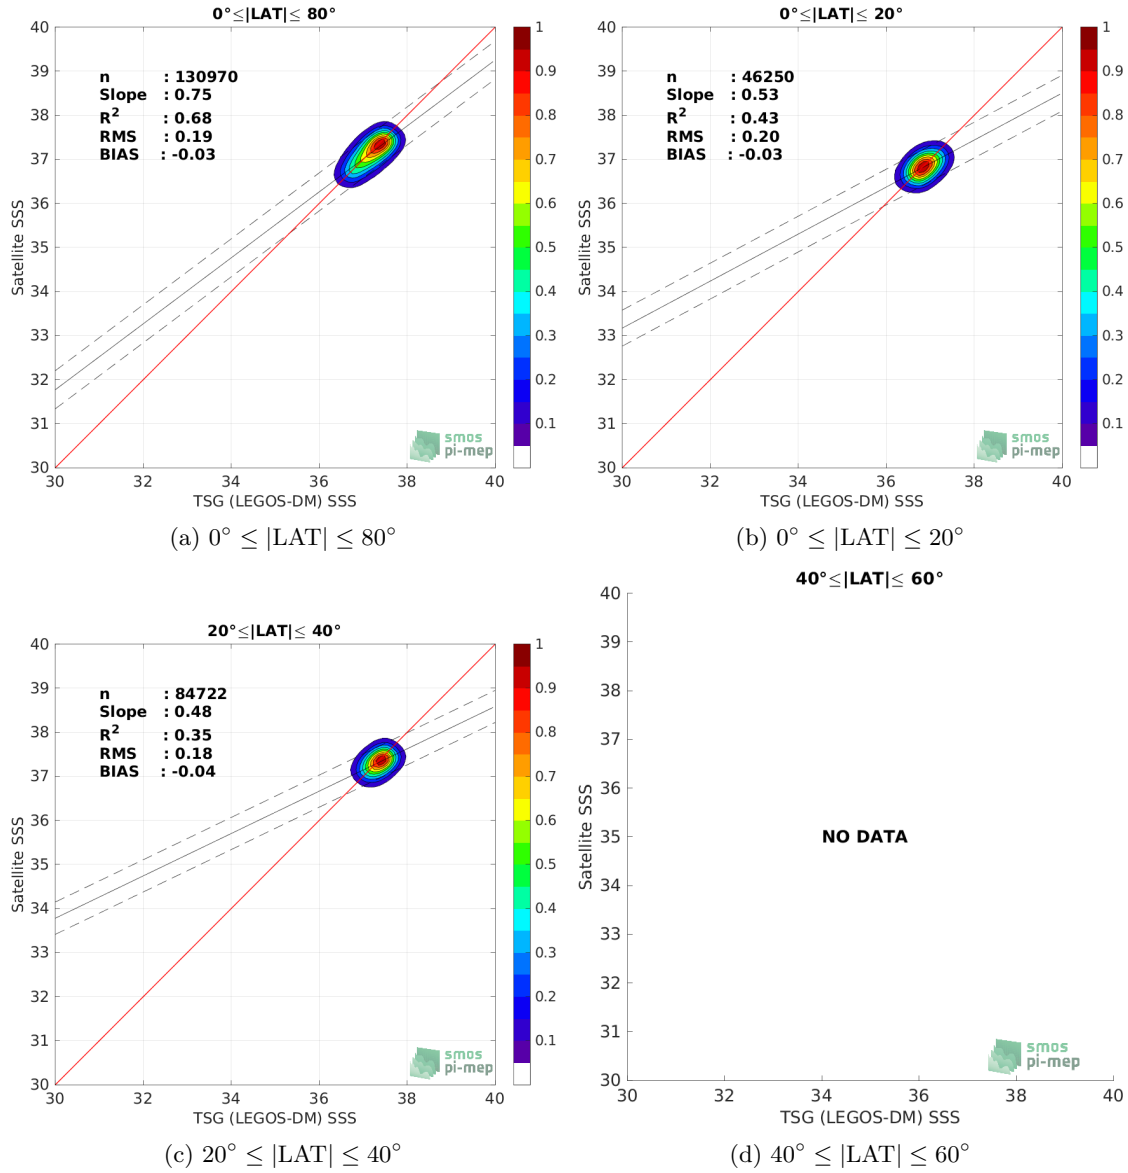 0°≤|LAT|≤ 80°
40
39
38
37
36
35
34
33
32
31
30
Satellite SSS
n : 130970
Slope : 0.75
R² : 0.68
RMS : 0.19
BIAS : -0.03
smos
pi-mep
30 32 34 36 38 40
TSG (LEGOS-DM) SSS
1
0.9
0.8
0.7
0.6
0.5
0.4
0.3
0.2
0.1
(a) 0° ≤ |LAT| ≤ 80°
0°≤|LAT|≤ 20°
40
39
38
37
36
35
34
33
32
31
30
Satellite SSS
n : 46250
Slope : 0.53
R² : 0.43
RMS : 0.20
BIAS : -0.03
smos
pi-mep
30 32 34 36 38 40
TSG (LEGOS-DM) SSS
1
0.9
0.8
0.7
0.6
0.5
0.4
0.3
0.2
0.1
(b) 0° ≤ |LAT| ≤ 20°
20°≤|LAT|≤ 40°
40
39
38
37
36
35
34
33
32
31
30
Satellite SSS
n : 84722
Slope : 0.48
R² : 0.35
RMS : 0.18
BIAS : -0.04
smos
pi-mep
30 32 34 36 38 40
TSG (LEGOS-DM) SSS
1
0.9
0.8
0.7
0.6
0.5
0.4
0.3
0.2
0.1
(c) 20° ≤ |LAT| ≤ 40°
40°≤|LAT|≤ 60°
40
39
38
37
36
35
34
33
32
31
30
Satellite SSS
NO DATA
smos
pi-mep
30 32 34 36 38 40
TSG (LEGOS-DM) SSS
(d) 40° ≤ |LAT| ≤ 60°